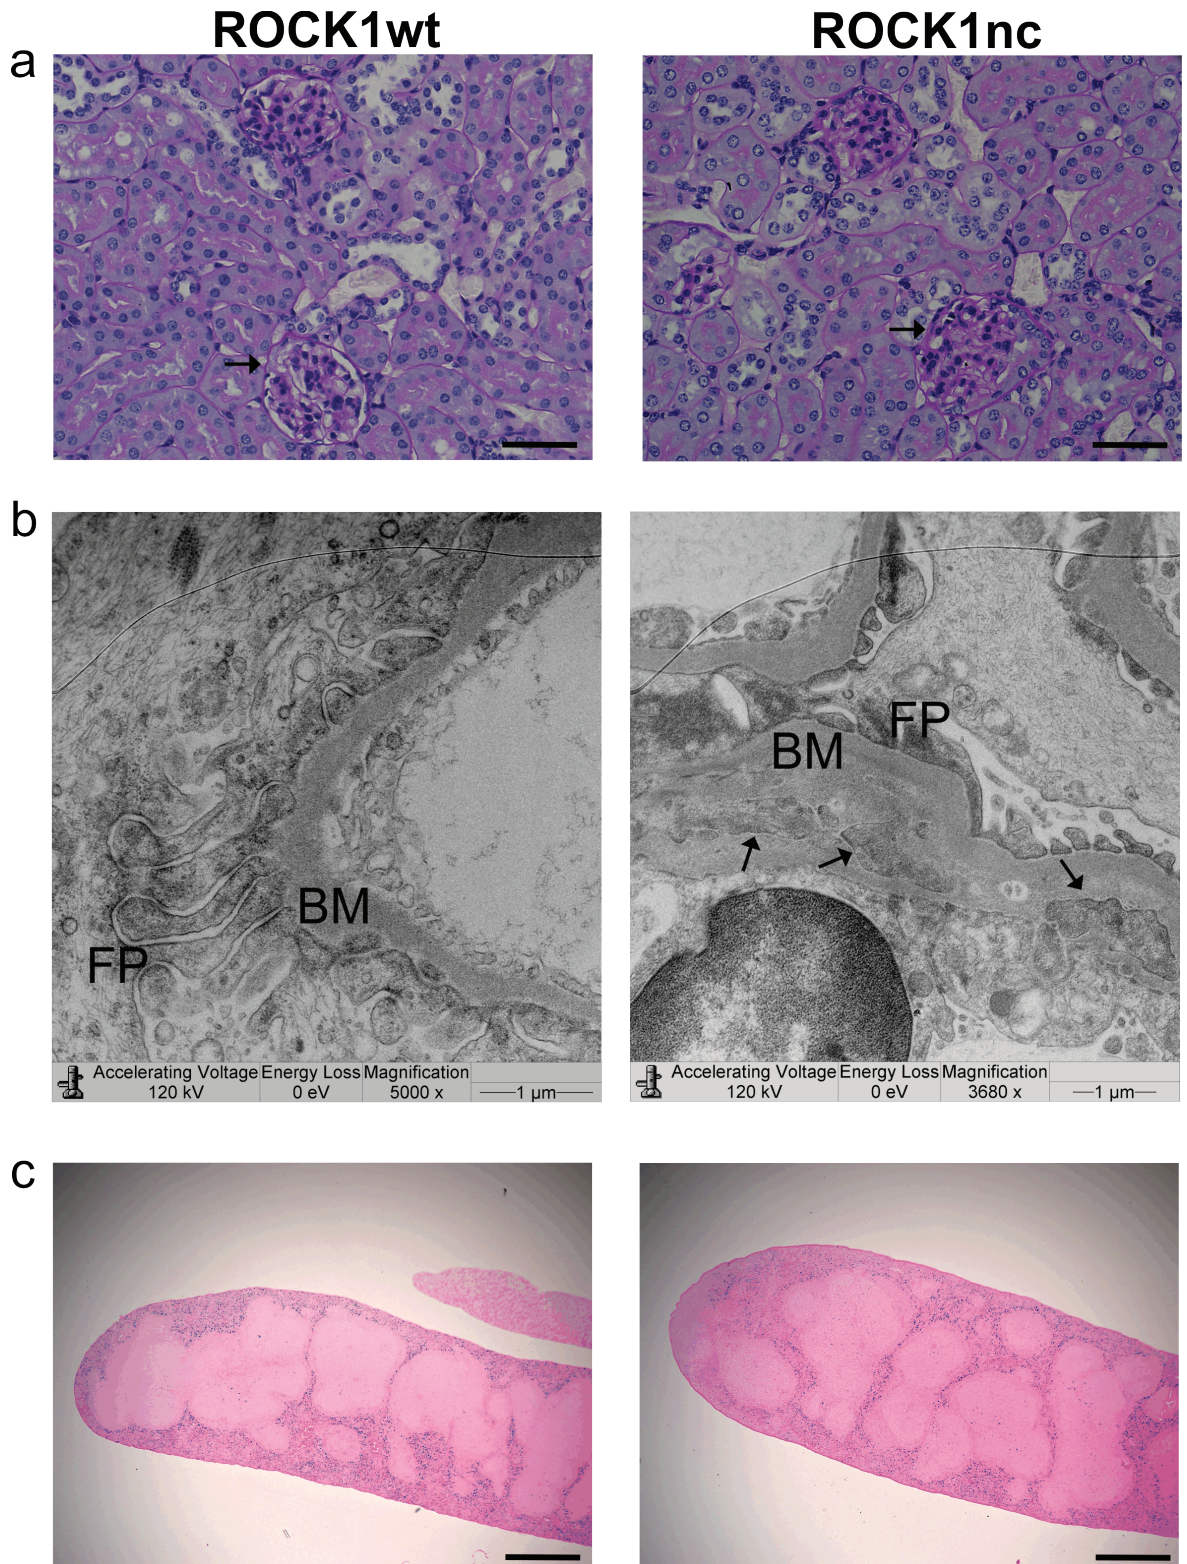 ROCK1wt ROCK1nc
a
b
BM
FP
FP
BM
Accelerating Voltage Energy Loss Magnification
120 kV 0 eV 5000 x 1 µm
Accelerating Voltage Energy Loss Magnification
120 kV 0 eV 3680 x 1 µm
c